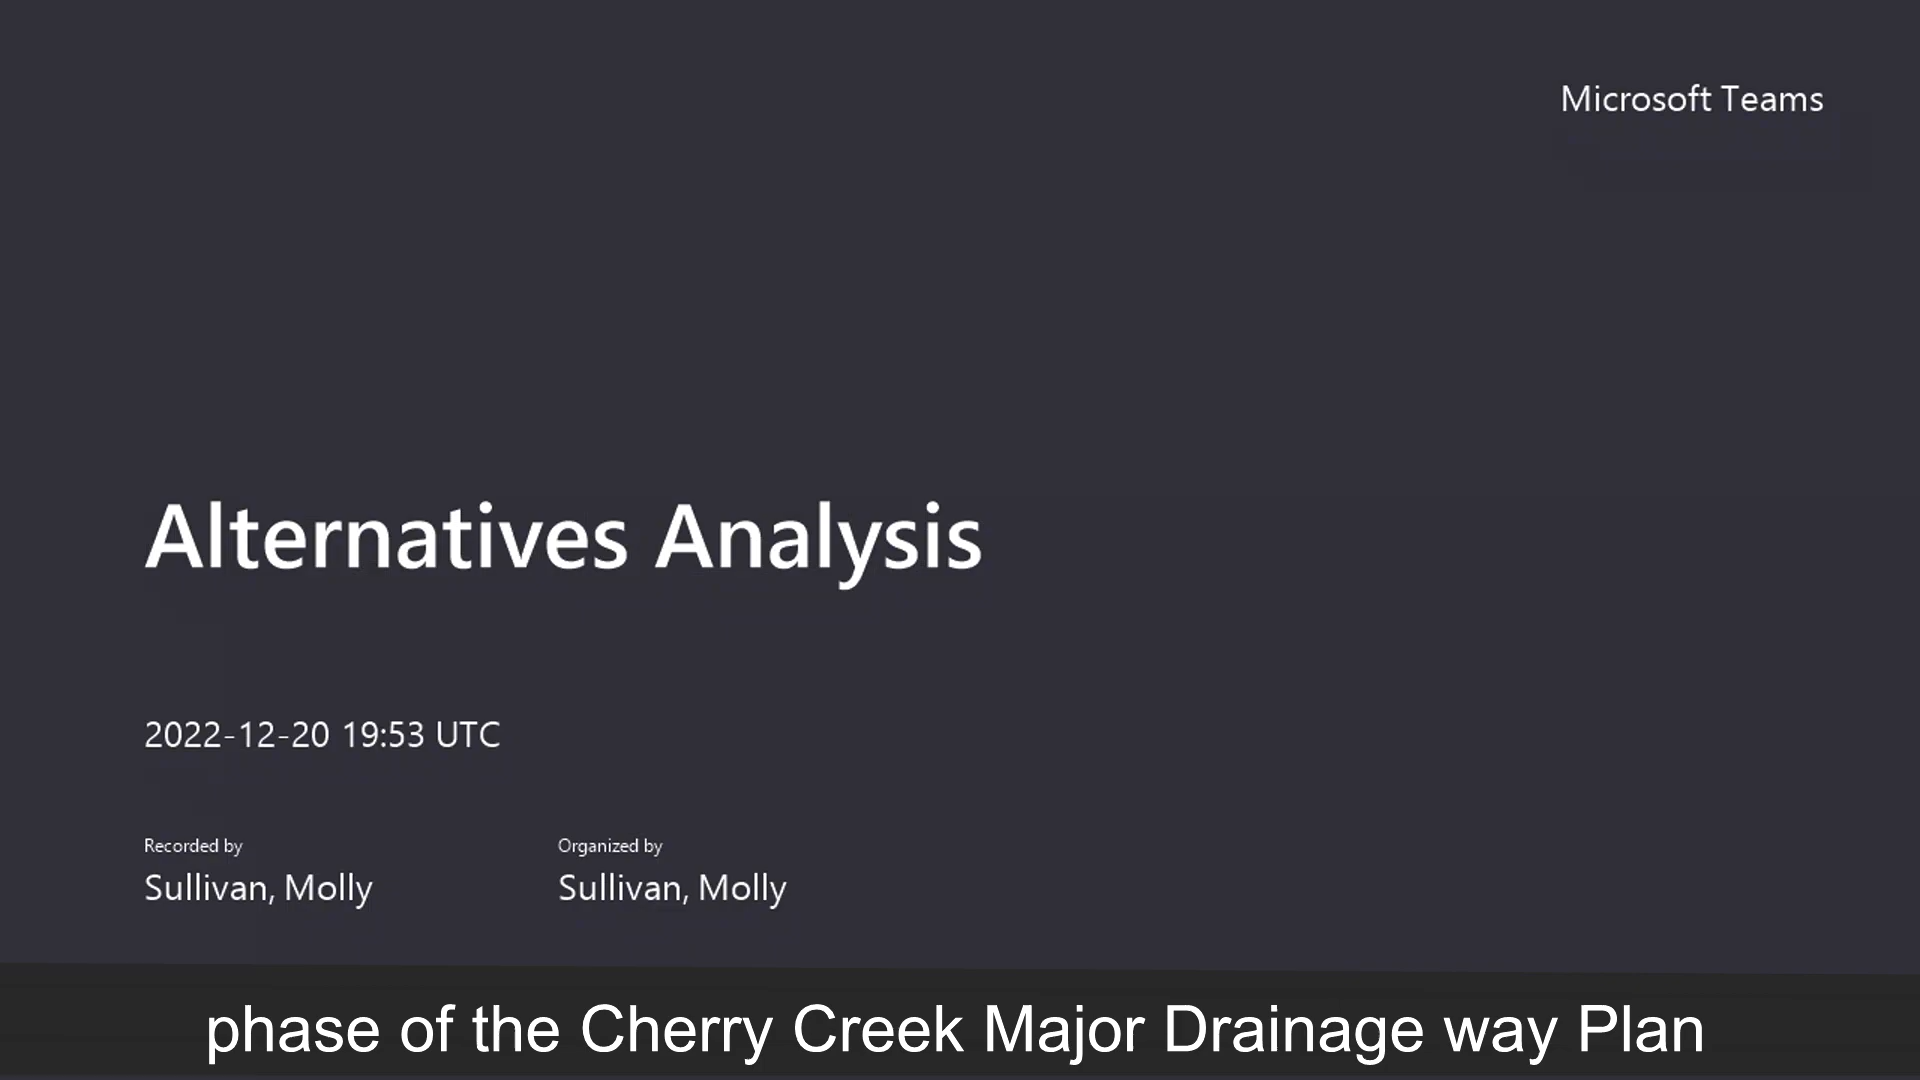 Microsoft Teams
Alternatives Analysis
2022-12-20 19:53 UTC
Recorded by
Sullivan, Molly
Organized by
Sullivan, Molly
phase of the Cherry Creek Major Drainage way Plan